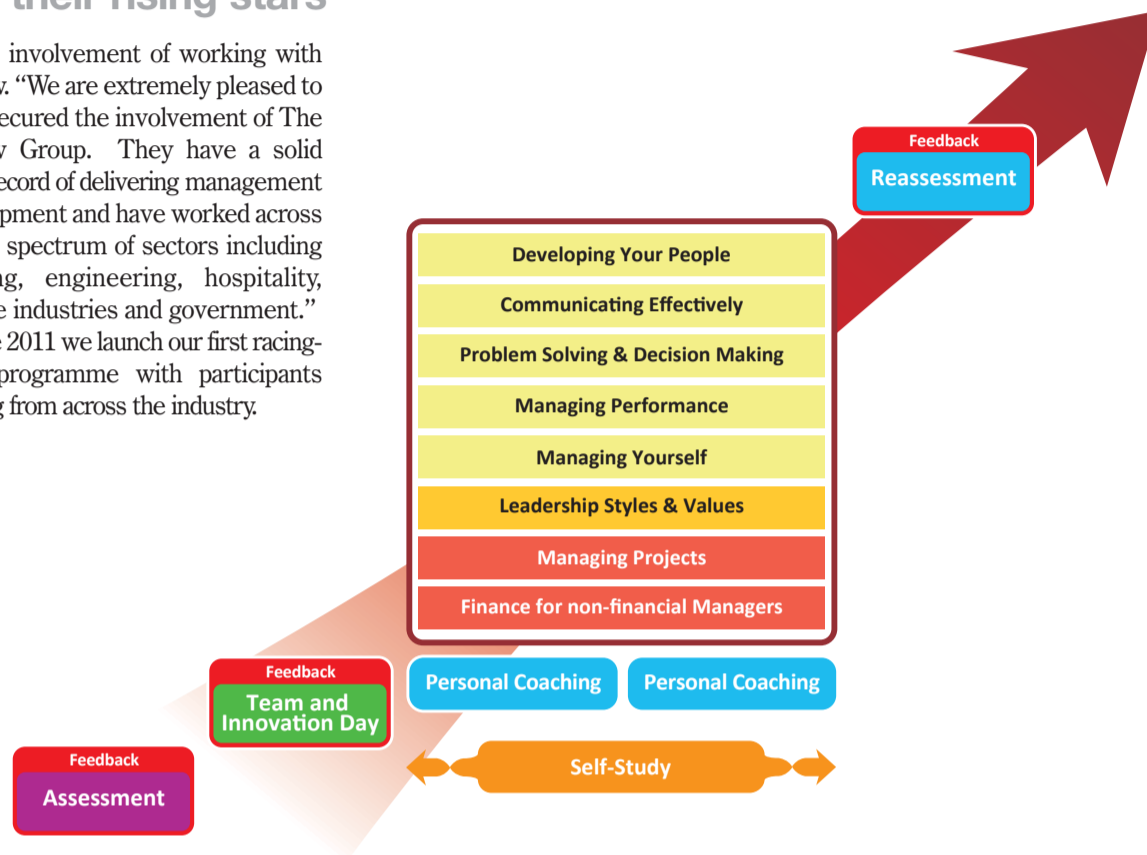 their rising stars
involvement of working with
“We are extremely pleased to
ecured the involvement of The
Group. They have a solid
ecord of delivering management
pment and have worked across
spectrum of sectors including
ng, engineering, hospitality,
e industries and government.”
2011 we launch our first racing-
programme with participants
g from across the industry.
Feedback
Reassessment
Developing Your People
Communicating Effectively
Problem Solving & Decision Making
Managing Performance
Managing Yourself
Leadership Styles & Values
Managing Projects
Finance for non-financial Managers
Feedback
Team and
Innovation Day
Personal Coaching
Personal Coaching
Feedback
Assessment
Self-Study